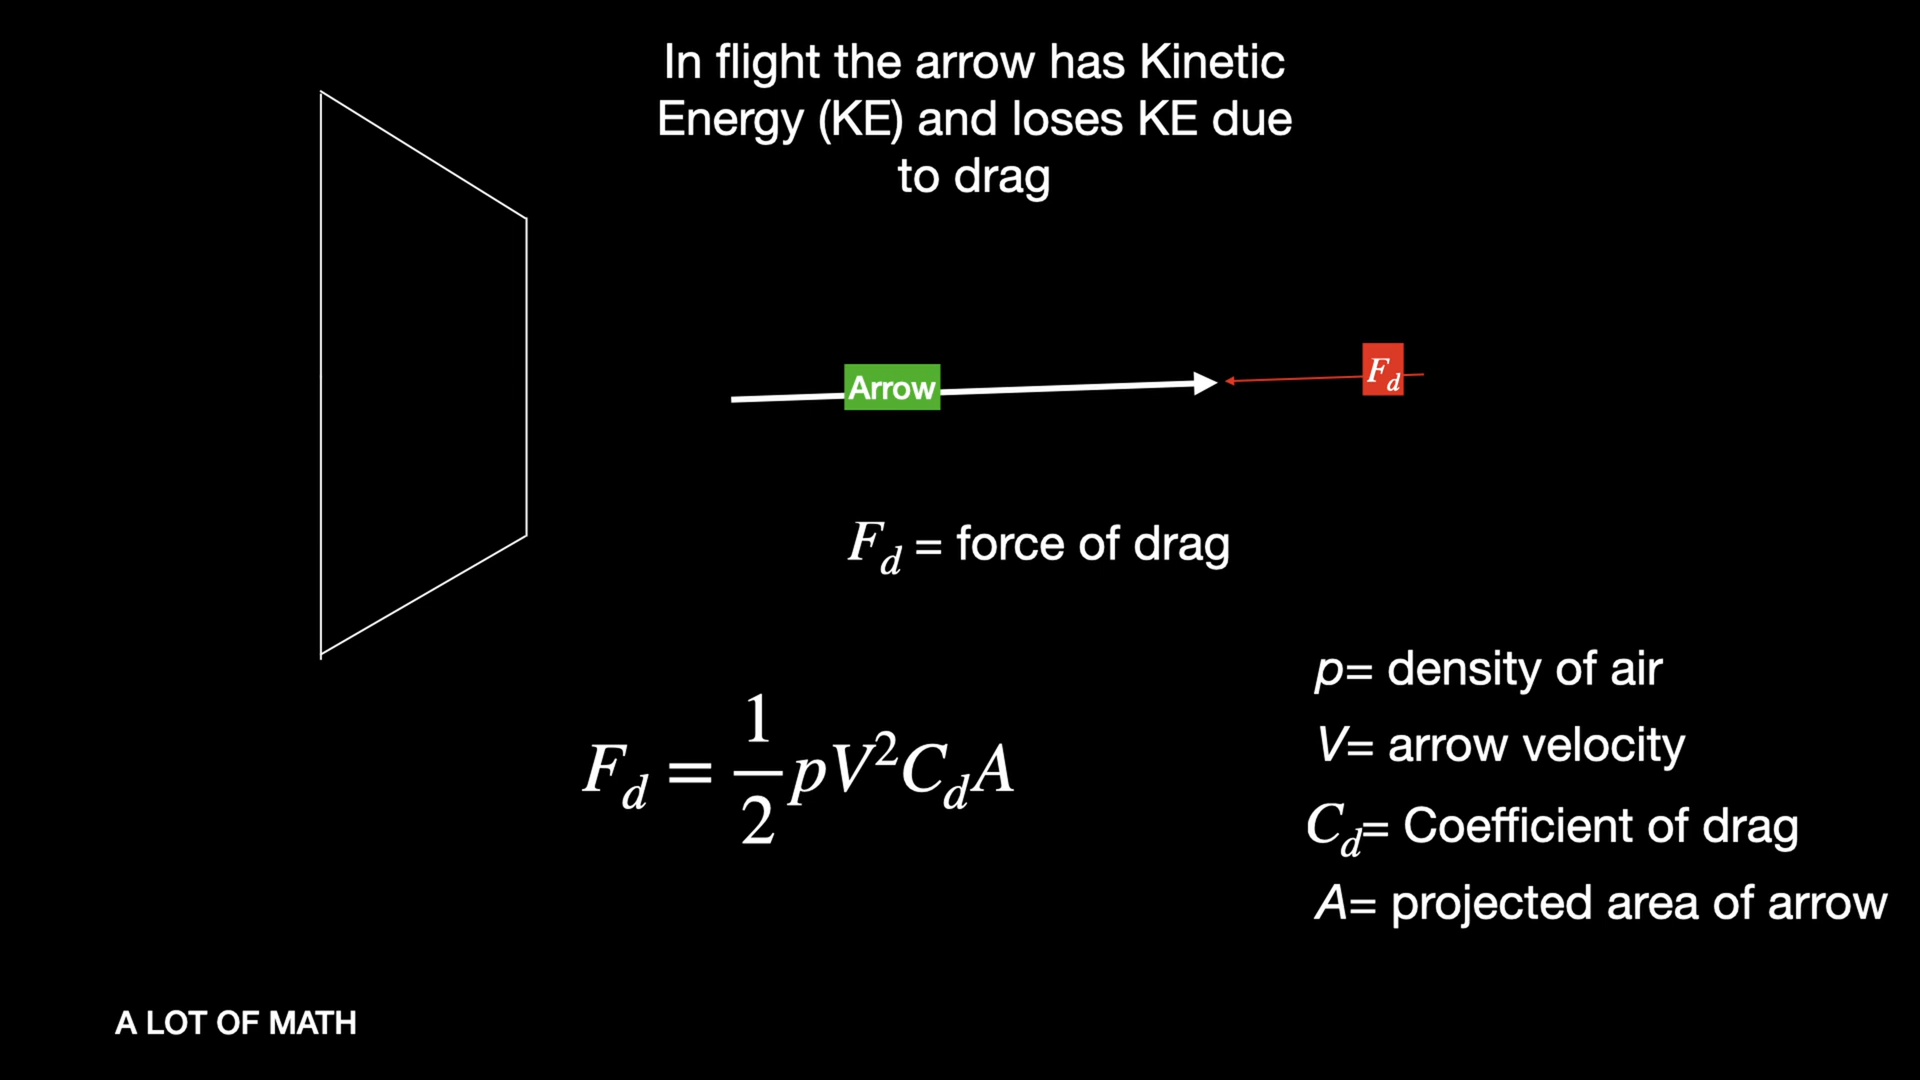 In flight the arrow has Kinetic
Energy (KE) and loses KE due
to drag
Arrow
F_d
F_d = force of drag
F_d = \frac{1}{2} pV^2 C_d A
p= density of air
V= arrow velocity
C_d= Coefficient of drag
A= projected area of arrow
A LOT OF MATH